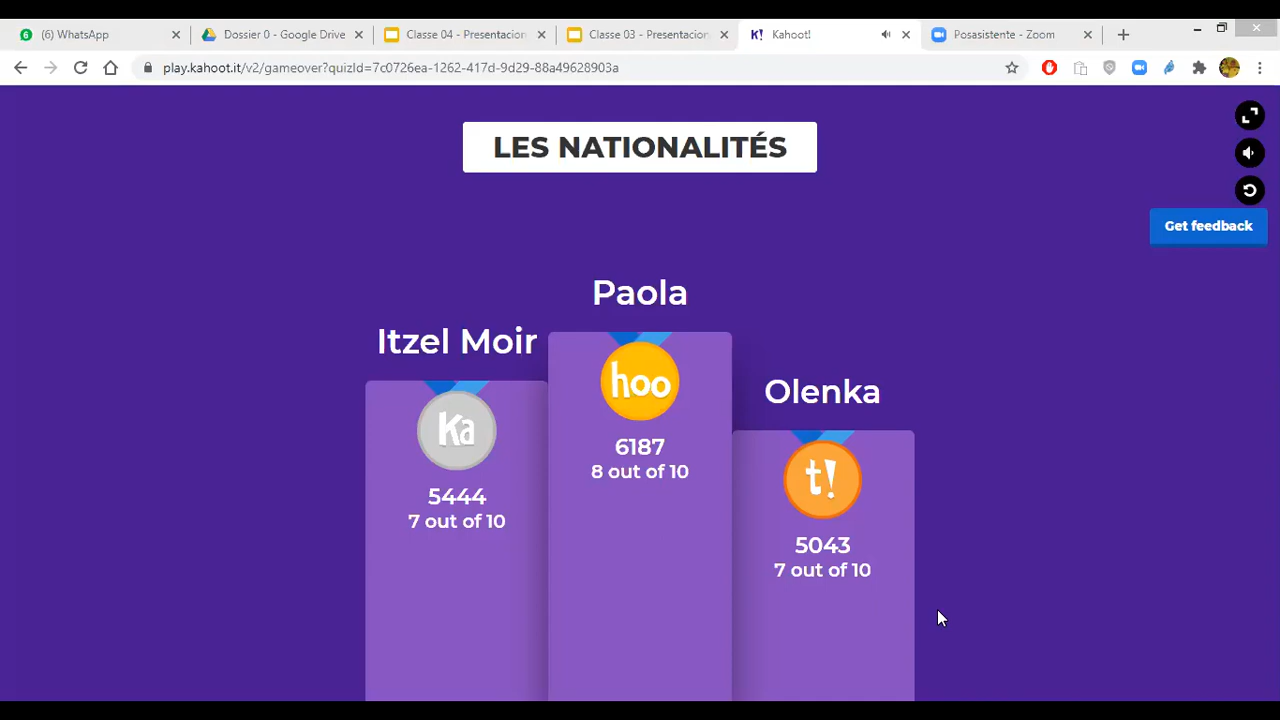 (6) WhatsApp
Dossier 0 - Google Drive
Classe 04 - Presentacion
Classe 03 - Presentacion
K! Kahoot!
Posasistente - Zoom
play.kahoot.it/v2/gameover?quizId=7c0726ea-1262-417d-9d29-88a49628903a
LES NATIONALITÉS
Get feedback
Paola
Itzel Moir
Olenka
hoo
6187
8 out of 10
Ka
5444
7 out of 10
t!
5043
7 out of 10